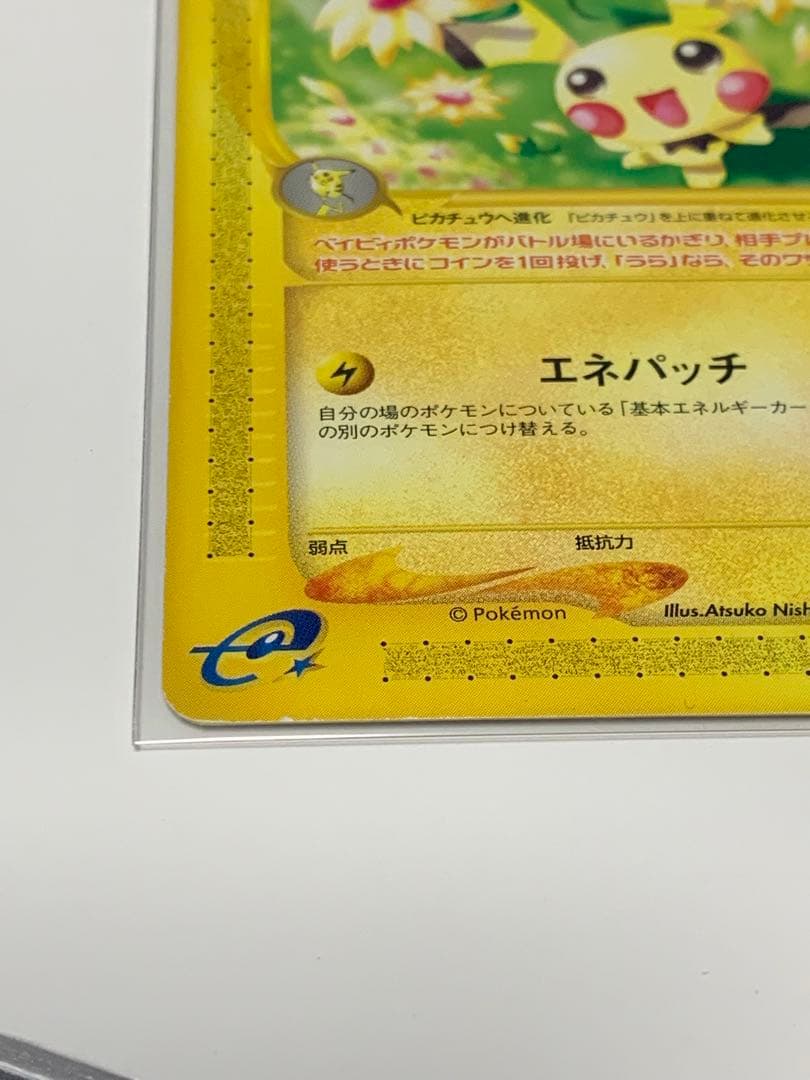 ピカチュウへ進化 「ピカチュウ」を上に重ねて進化させ
ベイビィポケモンがバトル場にいるかぎり、相手プレ
使うときにコインを1回投げ、「うら」なら、そのワザ
エネパッチ
自分の場のポケモンについている「基本エネルギーカー
の別のポケモンにつけ替える。
弱点 抵抗力
© Pokémon Illus.Atsuko Nish
e